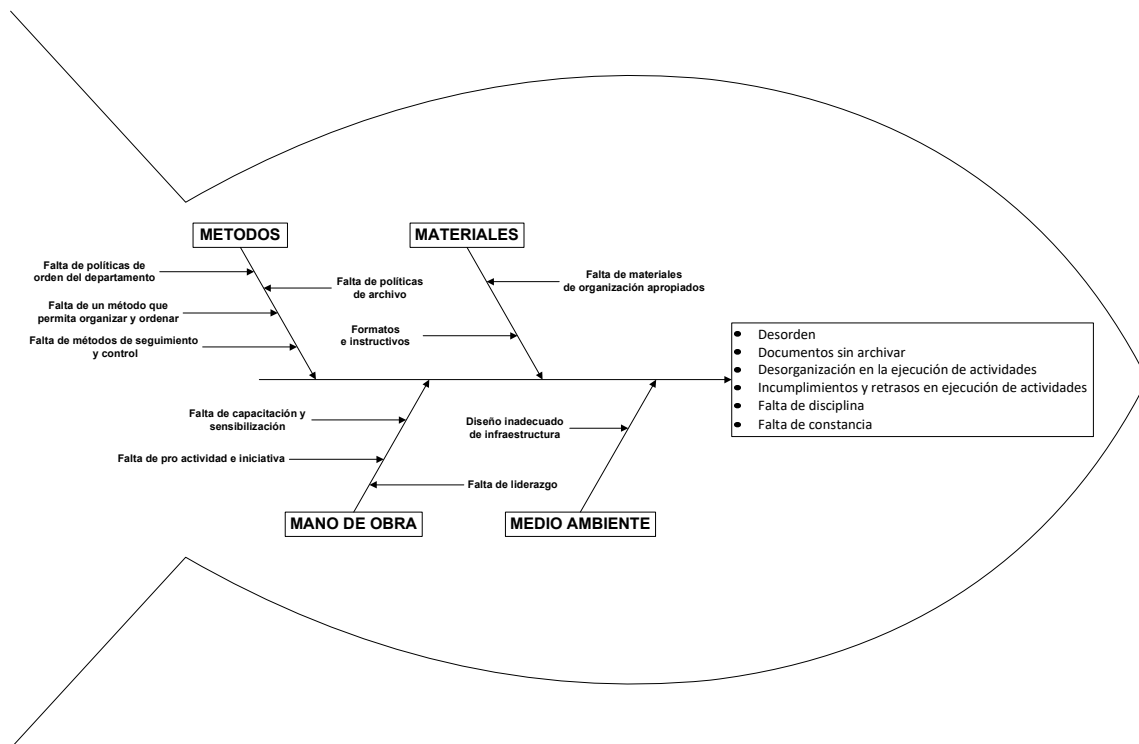 METODOS
MATERIALES
Falta de políticas de
orden del departamento
Falta de políticas
de archivo
Falta de un método que
permita organizar y ordenar
Falta de métodos de seguimiento
y control
Falta de materiales
de organización apropiados
Formatos
e instructivos
Desorden
Documentos sin archivar
Desorganización en la ejecución de actividades
Incumplimientos y retrasos en ejecución de actividades
Falta de disciplina
Falta de constancia
Falta de capacitación y
sensibilización
Falta de pro actividad e iniciativa
Falta de liderazgo
Diseño inadecuado
de infraestructura
MANO DE OBRA
MEDIO AMBIENTE